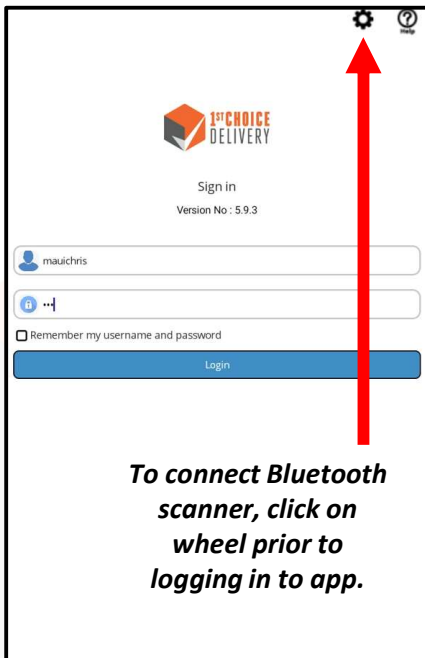 Help
1ST CHOICE
DELIVERY
Sign in
Version No : 5.9.3
mauichris
•••
Remember my username and password
Login
To connect Bluetooth
scanner, click on
wheel prior to
logging in to app.